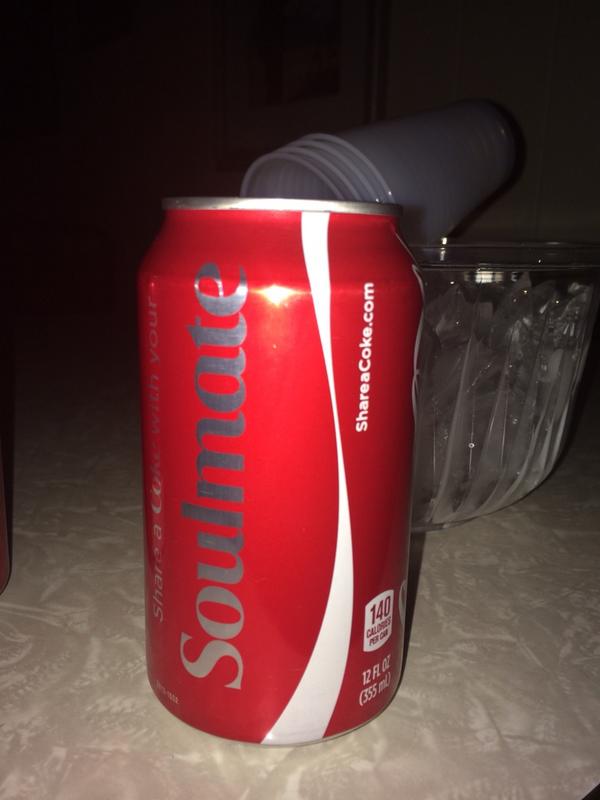 Share a Coke with your
Soulmate
ShareaCoke.com
140
CALORIES
PER CAN
12 FL OZ
(355 mL)